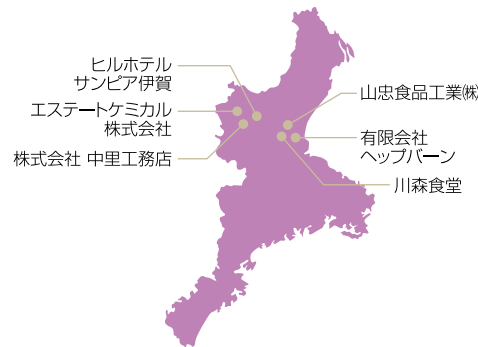 ヒルホテル
サンピア伊賀
エステートケミカル
株式会社
株式会社 中里工務店
山忠食品工業㈱
有限会社
ヘップバーン
川森食堂